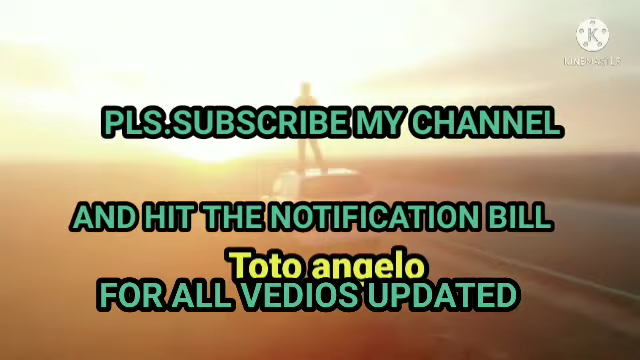 KINEMASTER
PLS.SUBSCRIBE MY CHANNEL
AND HIT THE NOTIFICATION BILL
Toto angelo
FOR ALL VEDIOS UPDATED